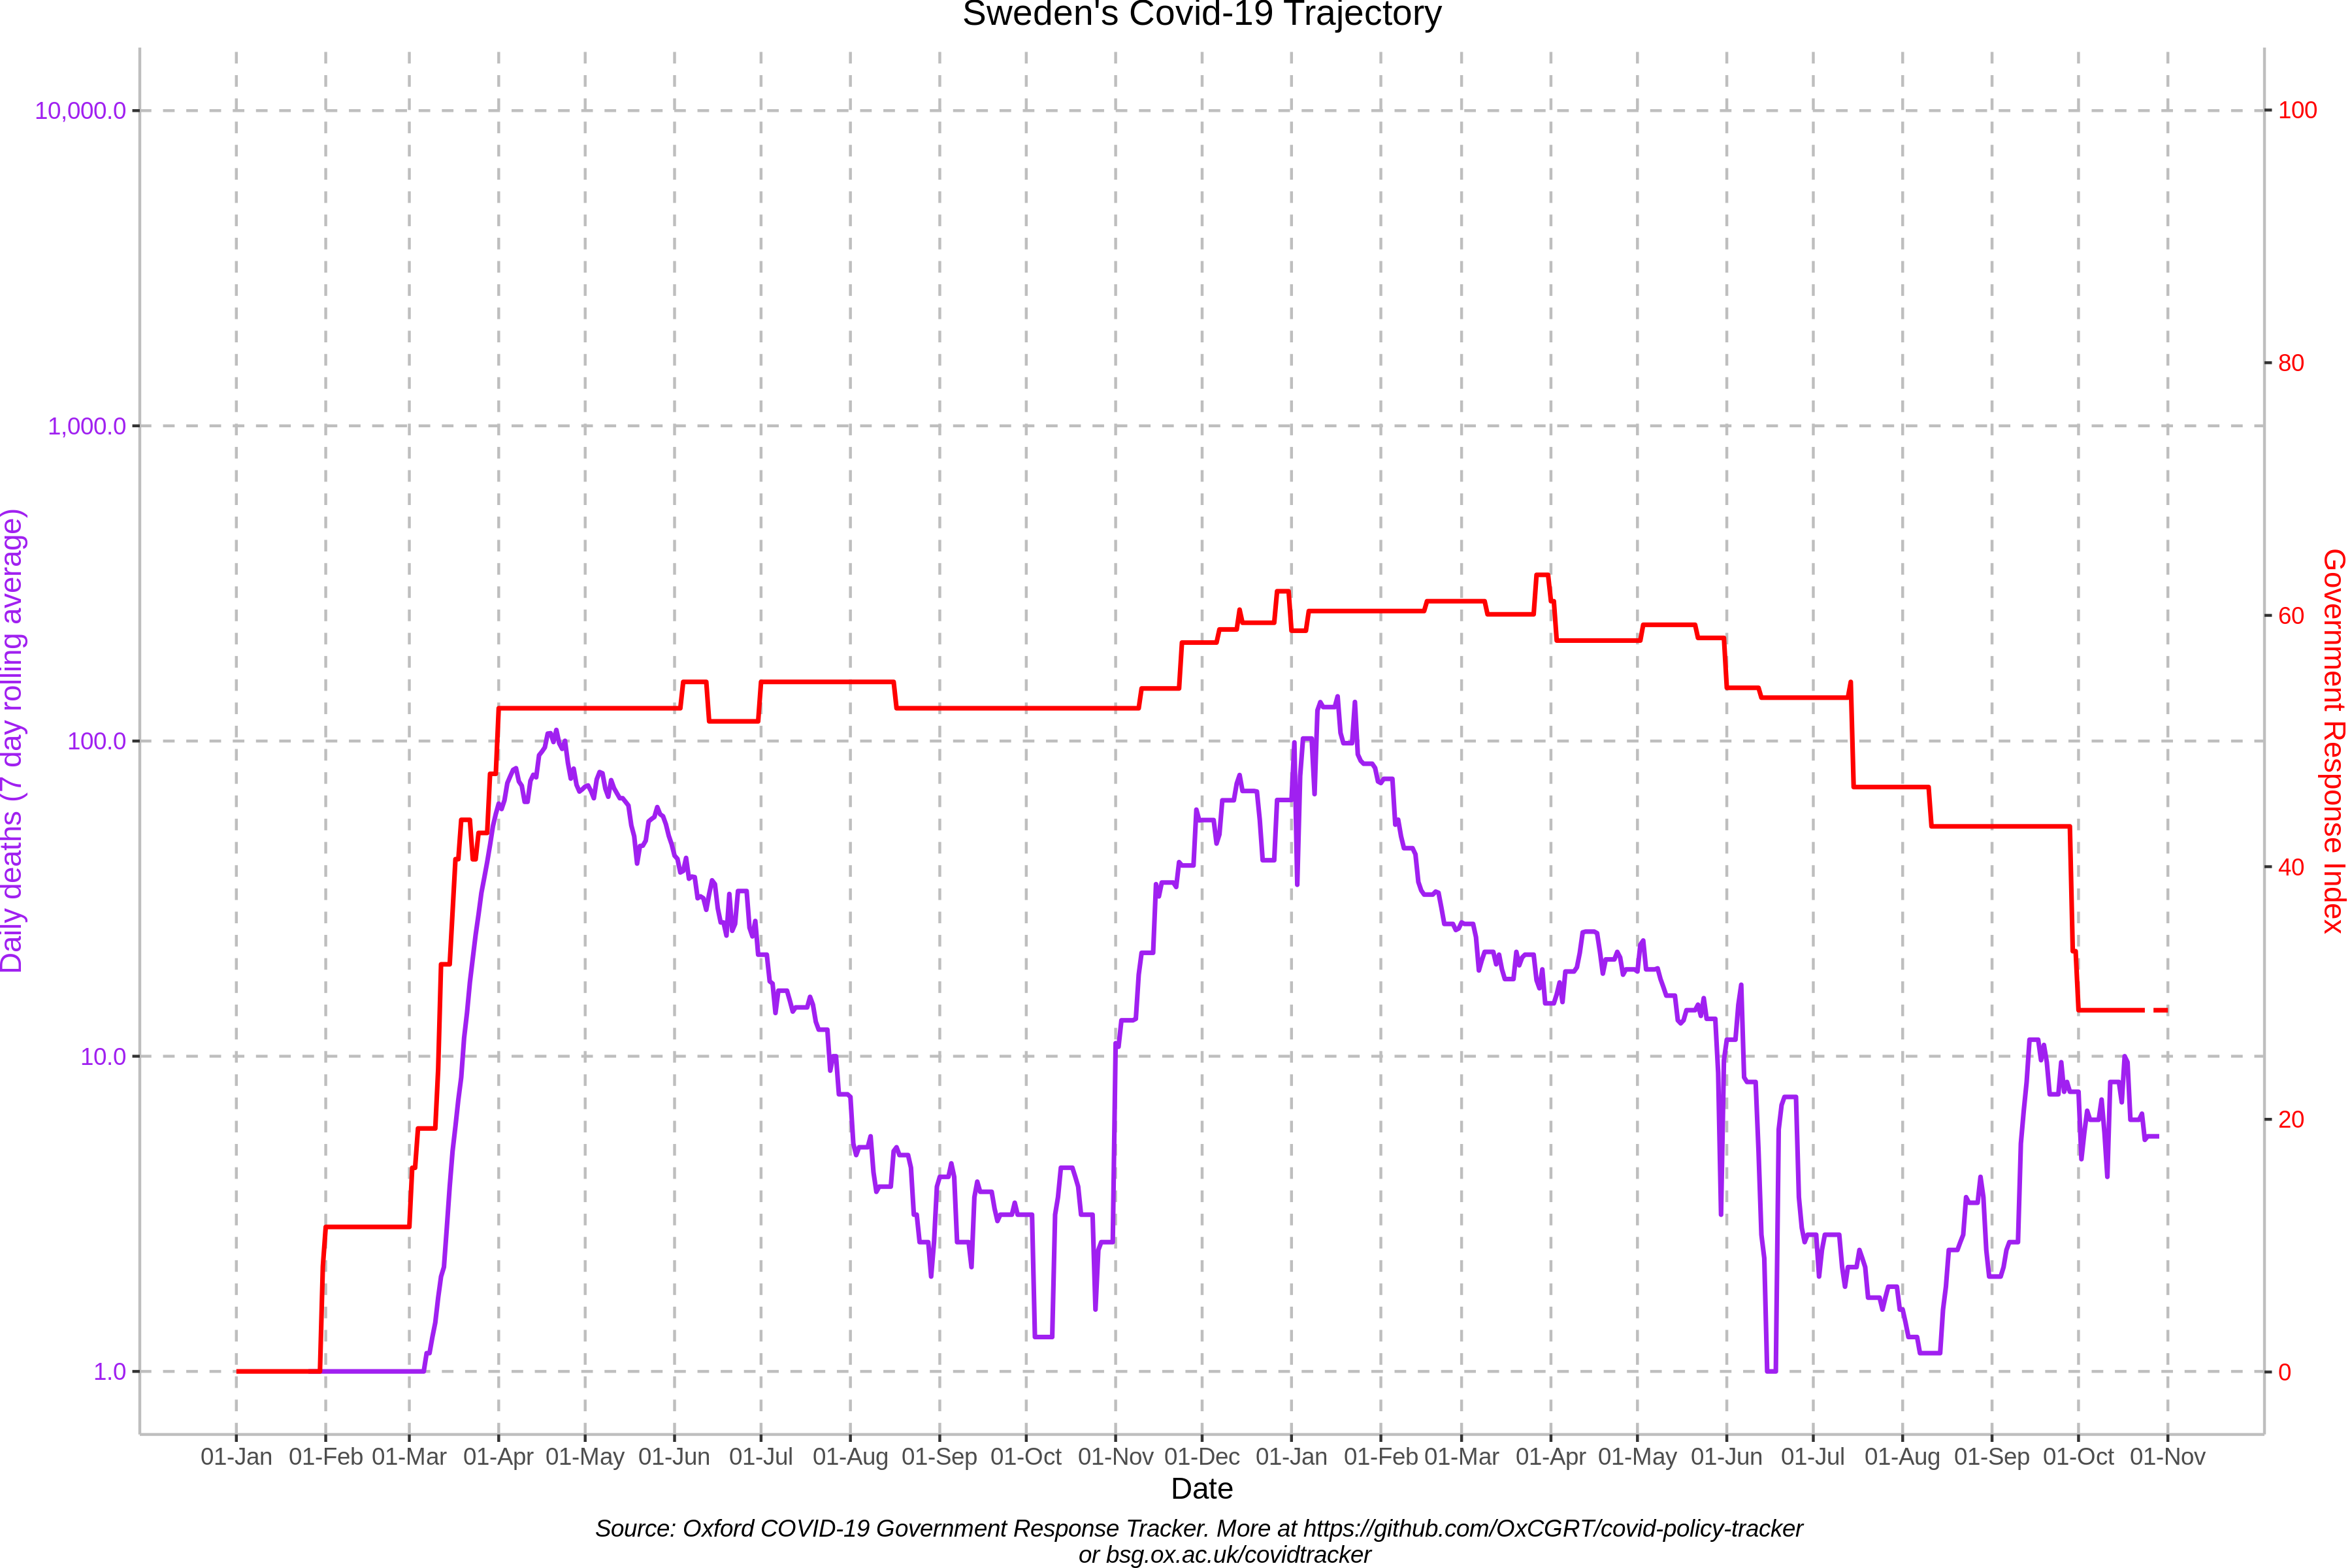 Sweden's Covid-19 Trajectory
10,000.0
1,000.0
100.0
10.0
1.0
Daily deaths (7 day rolling average)
100
80
60
40
20
0
Government Response Index
01-Jan 01-Feb 01-Mar 01-Apr 01-May 01-Jun 01-Jul 01-Aug 01-Sep 01-Oct 01-Nov 01-Dec 01-Jan 01-Feb 01-Mar 01-Apr 01-May 01-Jun 01-Jul 01-Aug 01-Sep 01-Oct 01-Nov
Date
Source: Oxford COVID-19 Government Response Tracker. More at https://github.com/OxCGRT/covid-policy-tracker
or bsg.ox.ac.uk/covidtracker